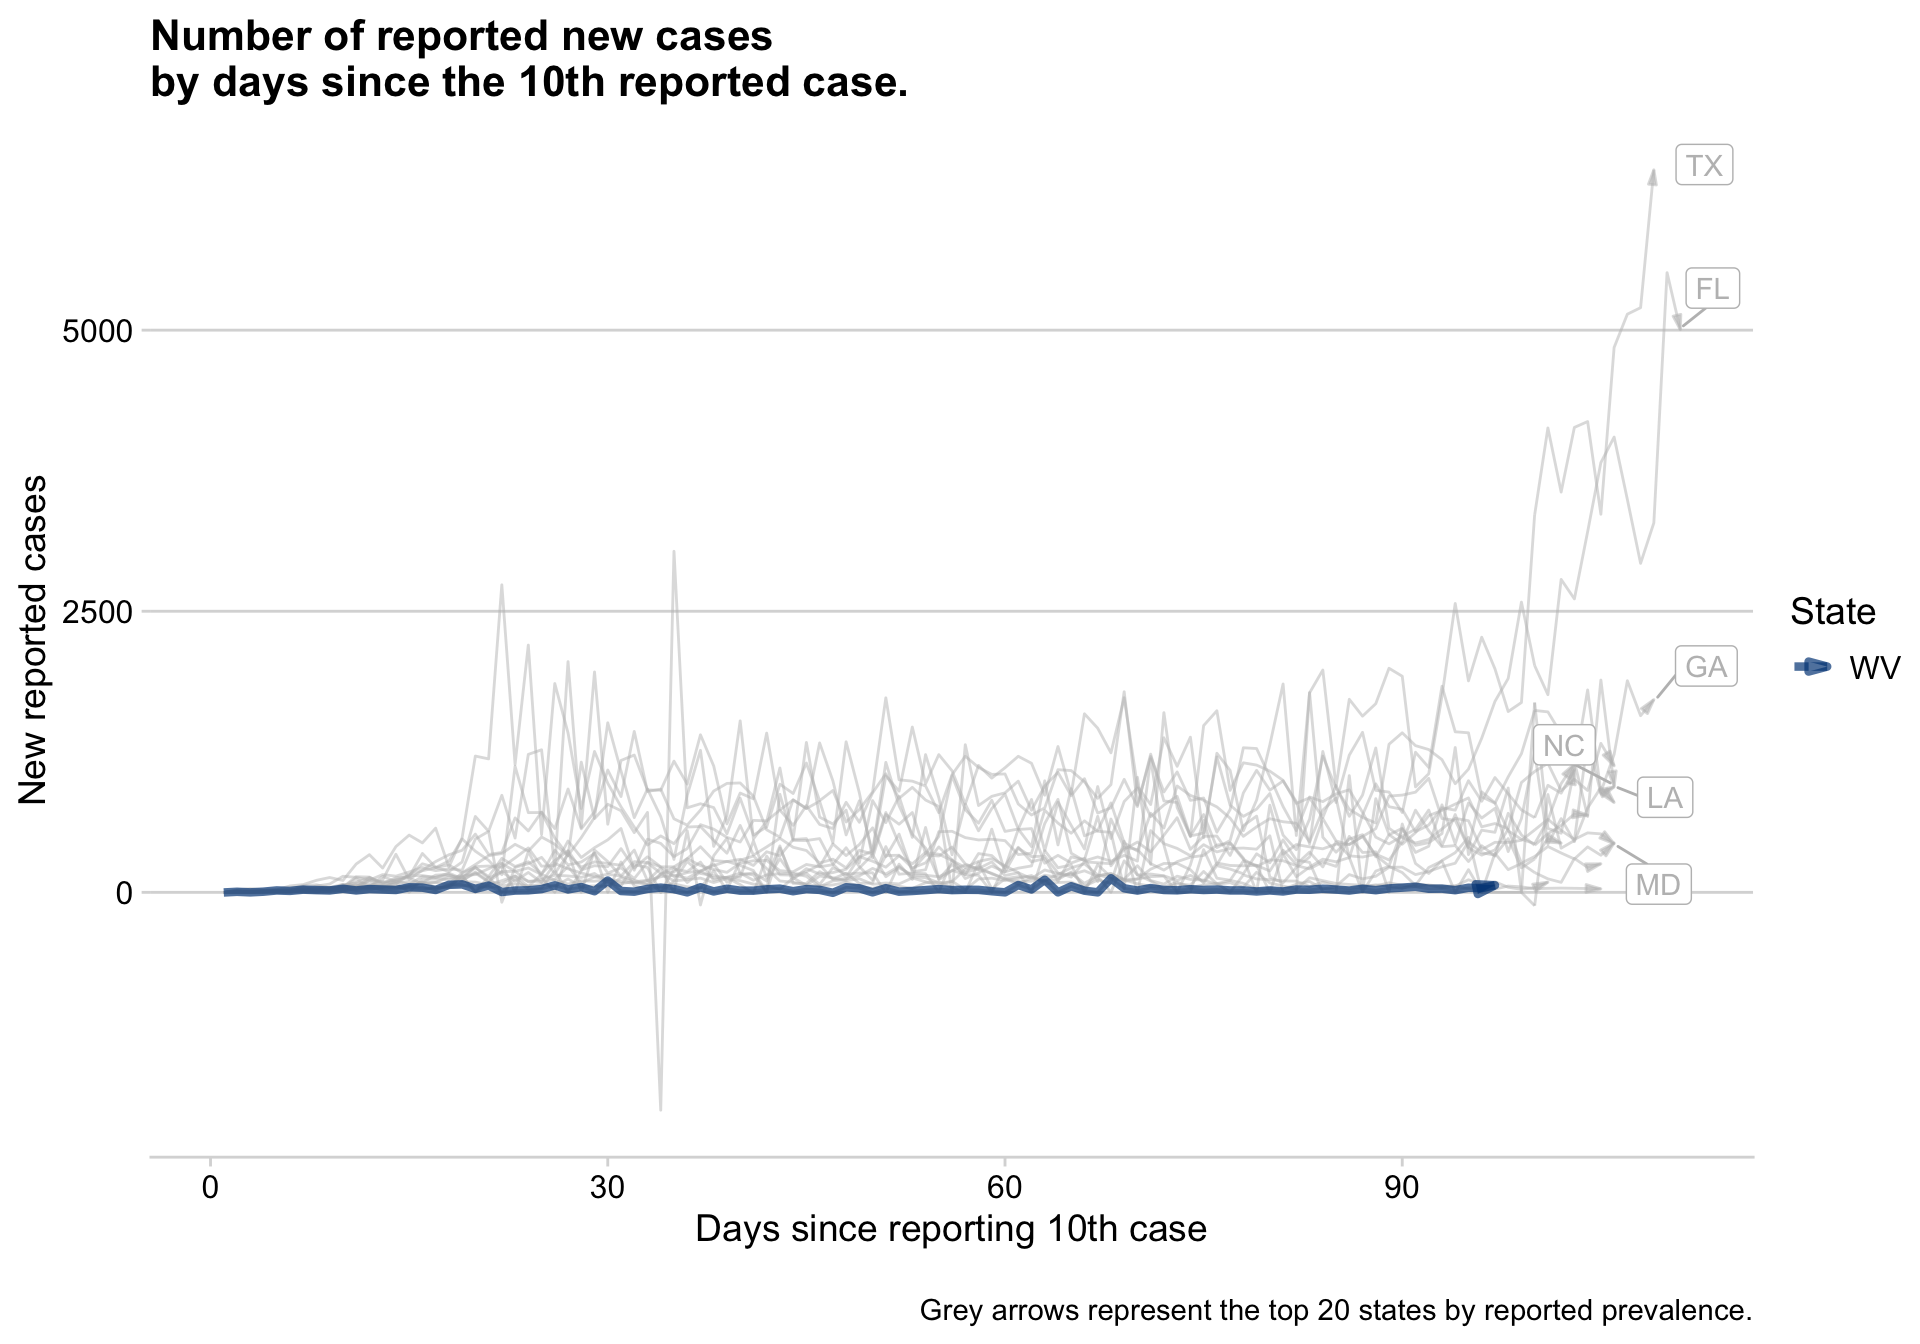 Number of reported new cases
by days since the 10th reported case.
TX
FL
5000
GA
2500
State
WV
NC
LA
MD
0
New reported cases
0 30 60 90
Days since reporting 10th case
Grey arrows represent the top 20 states by reported prevalence.